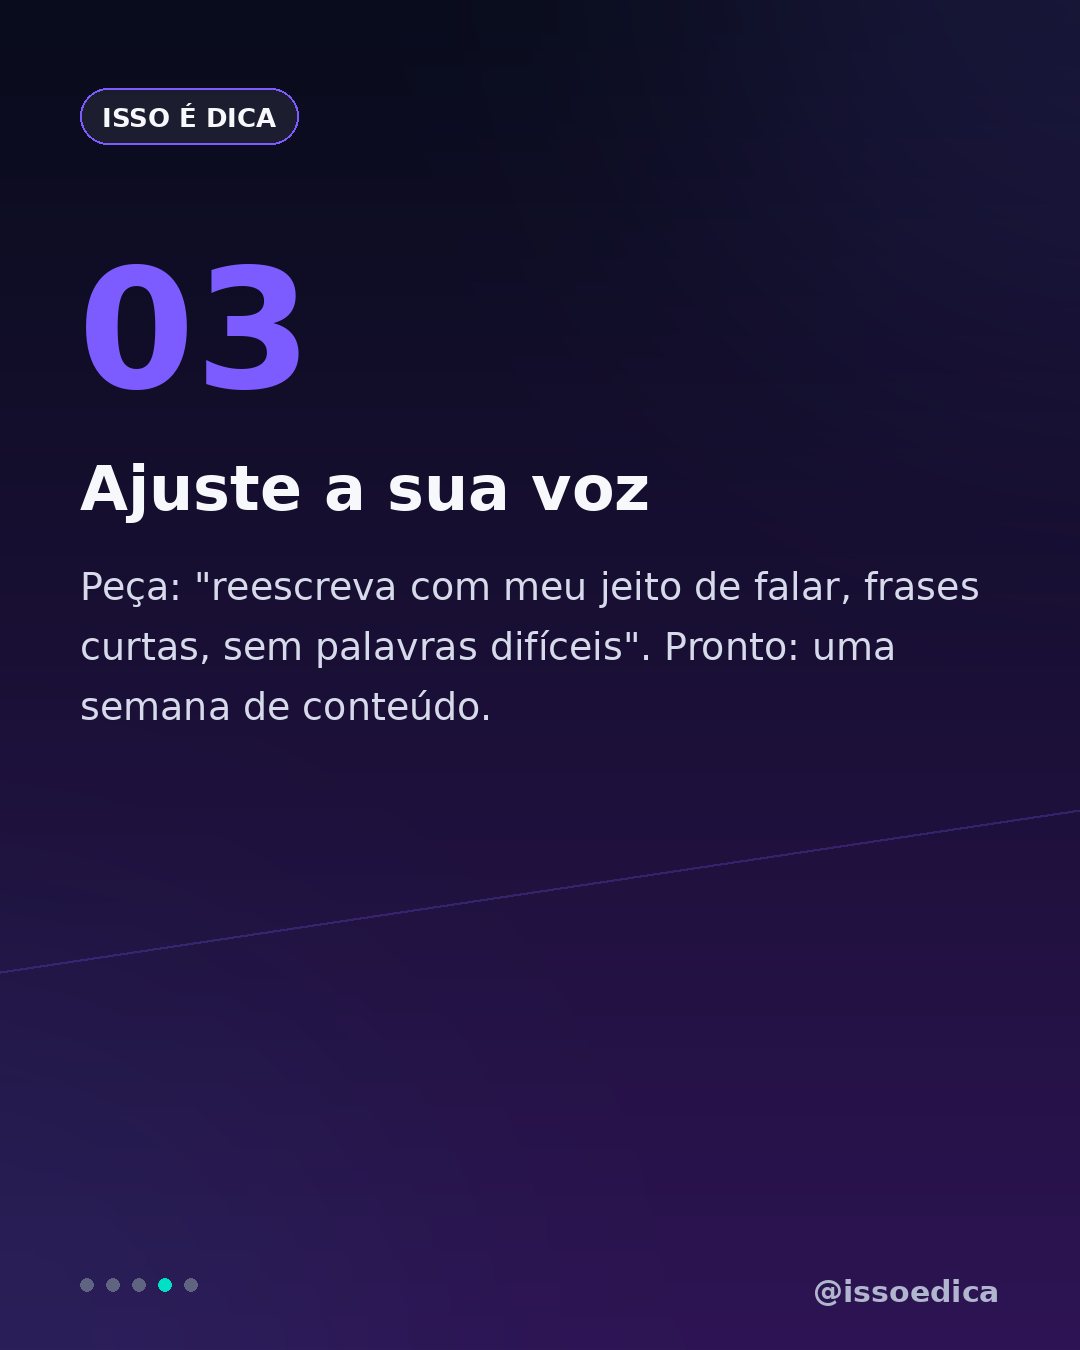 ISSO É DICA
03
Ajuste a sua voz
Peça: "reescreva com meu jeito de falar, frases
curtas, sem palavras difíceis". Pronto: uma
semana de conteúdo.
@issoedica